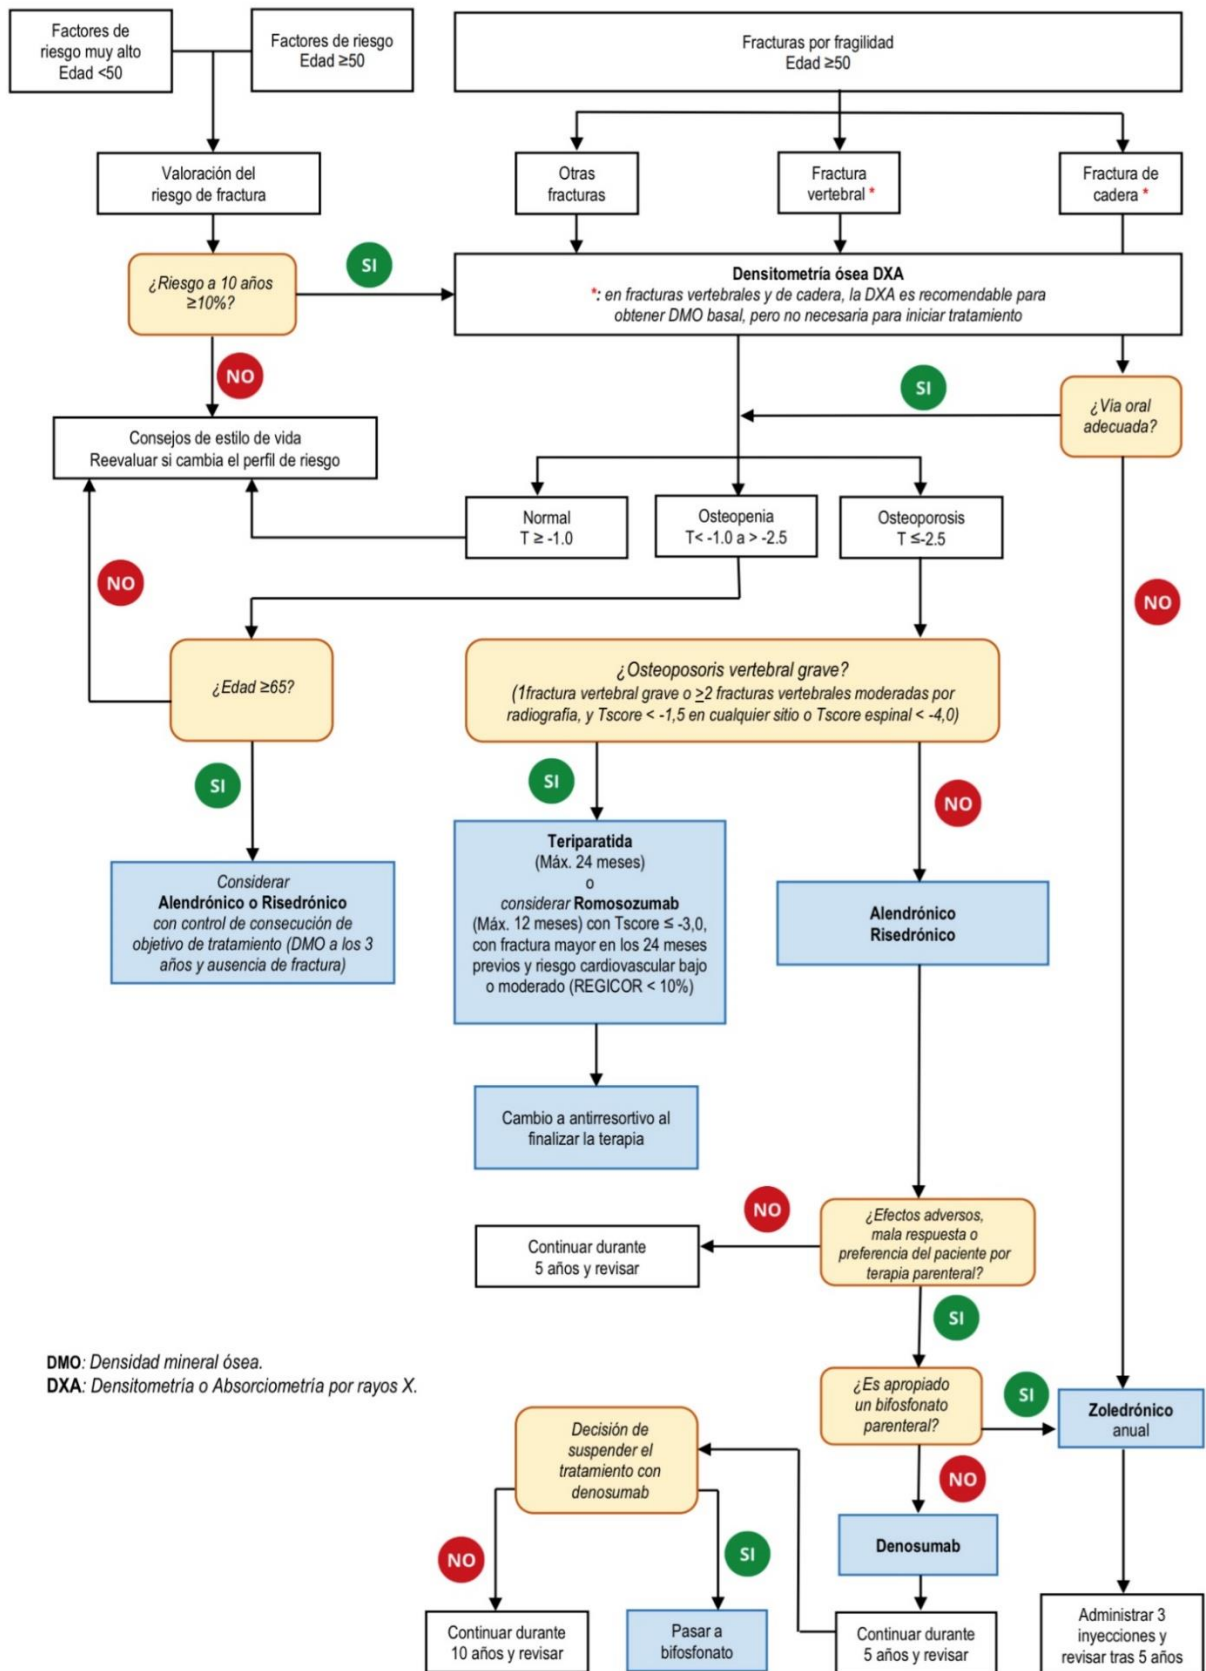 Factores de
riesgo muy alto
Edad <50
Factores de riesgo
Edad ≥50
Fracturas por fragilidad
Edad ≥50
Valoración del
riesgo de fractura
Otras
fracturas
Fractura
vertebral *
Fractura de
cadera *
¿Riesgo a 10 años
≥10%?
SI
Densitometría ósea DXA
*: en fracturas vertebrales y de cadera, la DXA es recomendable para
obtener DMO basal, pero no necesaria para iniciar tratamiento
NO
SI
¿Via oral
adecuada?
Consejos de estilo de vida
Reevaluar si cambia el perfil de riesgo
Normal
T ≥ -1.0
Osteopenia
T< -1.0 a > -2.5
Osteoporosis
T ≤-2.5
NO
NO
¿Edad ≥65?
¿Osteoposoris vertebral grave?
(1fractura vertebral grave o ≥2 fracturas vertebrales moderadas por
radiografía, y Tscore < -1,5 en cualquier sitio o Tscore espinal < -4,0)
SI
SI
NO
Considerar
Alendrónico o Risedrónico
con control de consecución de
objetivo de tratamiento (DMO a los 3
años y ausencia de fractura)
Teriparatida
(Máx. 24 meses)
o
considerar Romosozumab
(Máx. 12 meses) con Tscore ≤ -3,0,
con fractura mayor en los 24 meses
previos y riesgo cardiovascular bajo
o moderado (REGICOR < 10%)
Alendrónico
Risedrónico
Cambio a antirresortivo al
finalizar la terapia
NO
¿Efectos adversos,
mala respuesta o
preferencia del paciente por
terapia parenteral?
Continuar durante
5 años y revisar
SI
DMO: Densidad mineral ósea.
DXA: Densitometría o Absorciometría por rayos X.
¿Es apropiado
un bifosfonato
parenteral?
SI
Zoledrónico
anual
Decisión de
suspender el
tratamiento con
denosumab
NO
NO
SI
Denosumab
Continuar durante
10 años y revisar
Pasar a
bifosfonato
Continuar durante
5 años y revisar
Administrar 3
inyecciones y
revisar tras 5 años